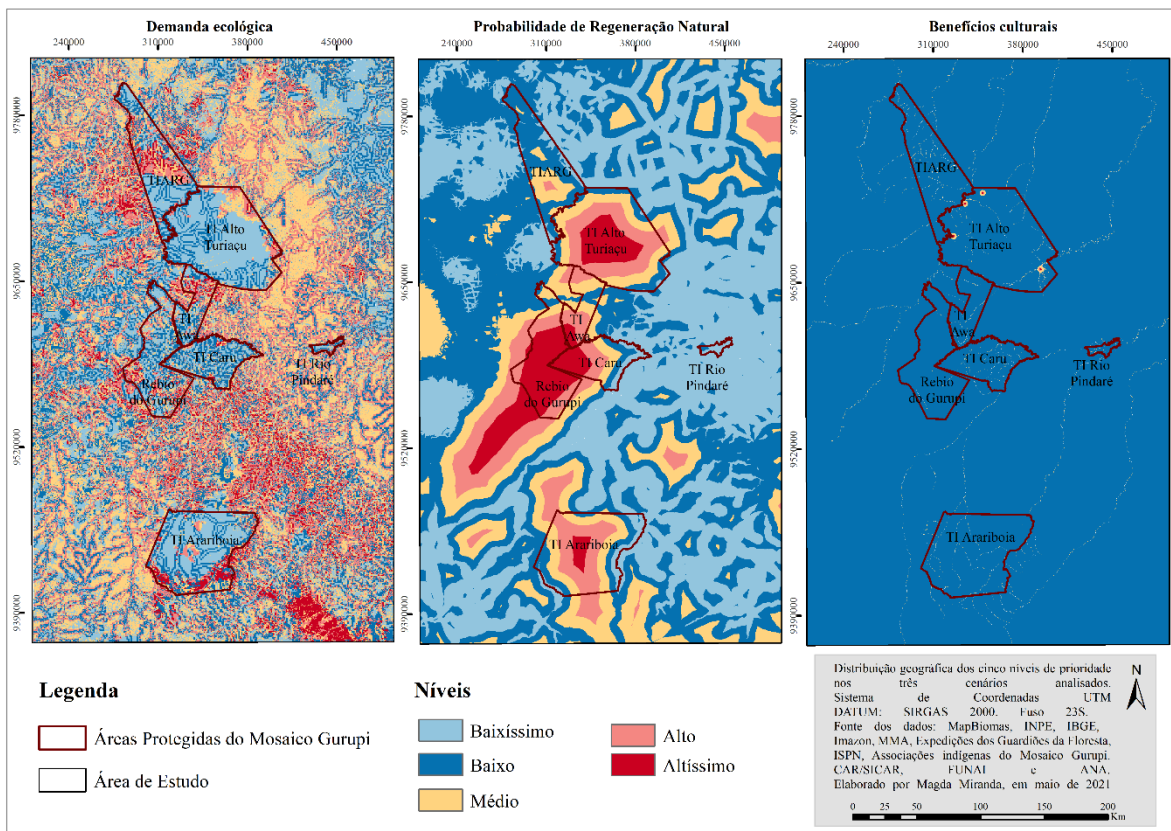 Demanda ecológica
240000 310000 380000 450000
9780000
9650000
9520000
9390000
TIARG
TI Alto
Turiaçu
TI
Awa
TI Caru
TI Rio
Pindaré
Rebio
do Gurupi
TI Arariboia
Probabilidade de Regeneração Natural
240000 310000 380000 450000
9780000
9650000
9520000
9390000
TIARG
TI Alto
Turiaçu
TI
Awa
TI Caru
TI Rio
Pindaré
Rebio
do Gurupi
TI Arariboia
Benefícios culturais
240000 310000 380000 450000
9780000
9650000
9520000
9390000
TIARG
TI Alto
Turiaçu
TI
Awa
TI Caru
TI Rio
Pindaré
Rebio
do Gurupi
TI Arariboia
Legenda
Áreas Protegidas do Mosaico Gurupi
Área de Estudo
Níveis
Baixíssimo
Baixo
Médio
Alto
Altíssimo
Distribuição geográfica dos cinco níveis de prioridade
nos três cenários analisados.
Sistema de Coordenadas UTM
DATUM: SIRGAS 2000. Fuso 23S.
Fonte dos dados: MapBiomas, INPE, IBGE,
Imazon, MMA, Expedições dos Guardiões da Floresta,
ISPN, Associações indígenas do Mosaico Gurupi.
CAR/SICAR, FUNAI e ANA.
Elaborado por Magda Miranda, em maio de 2021
N
0 50 100 150 200
Km